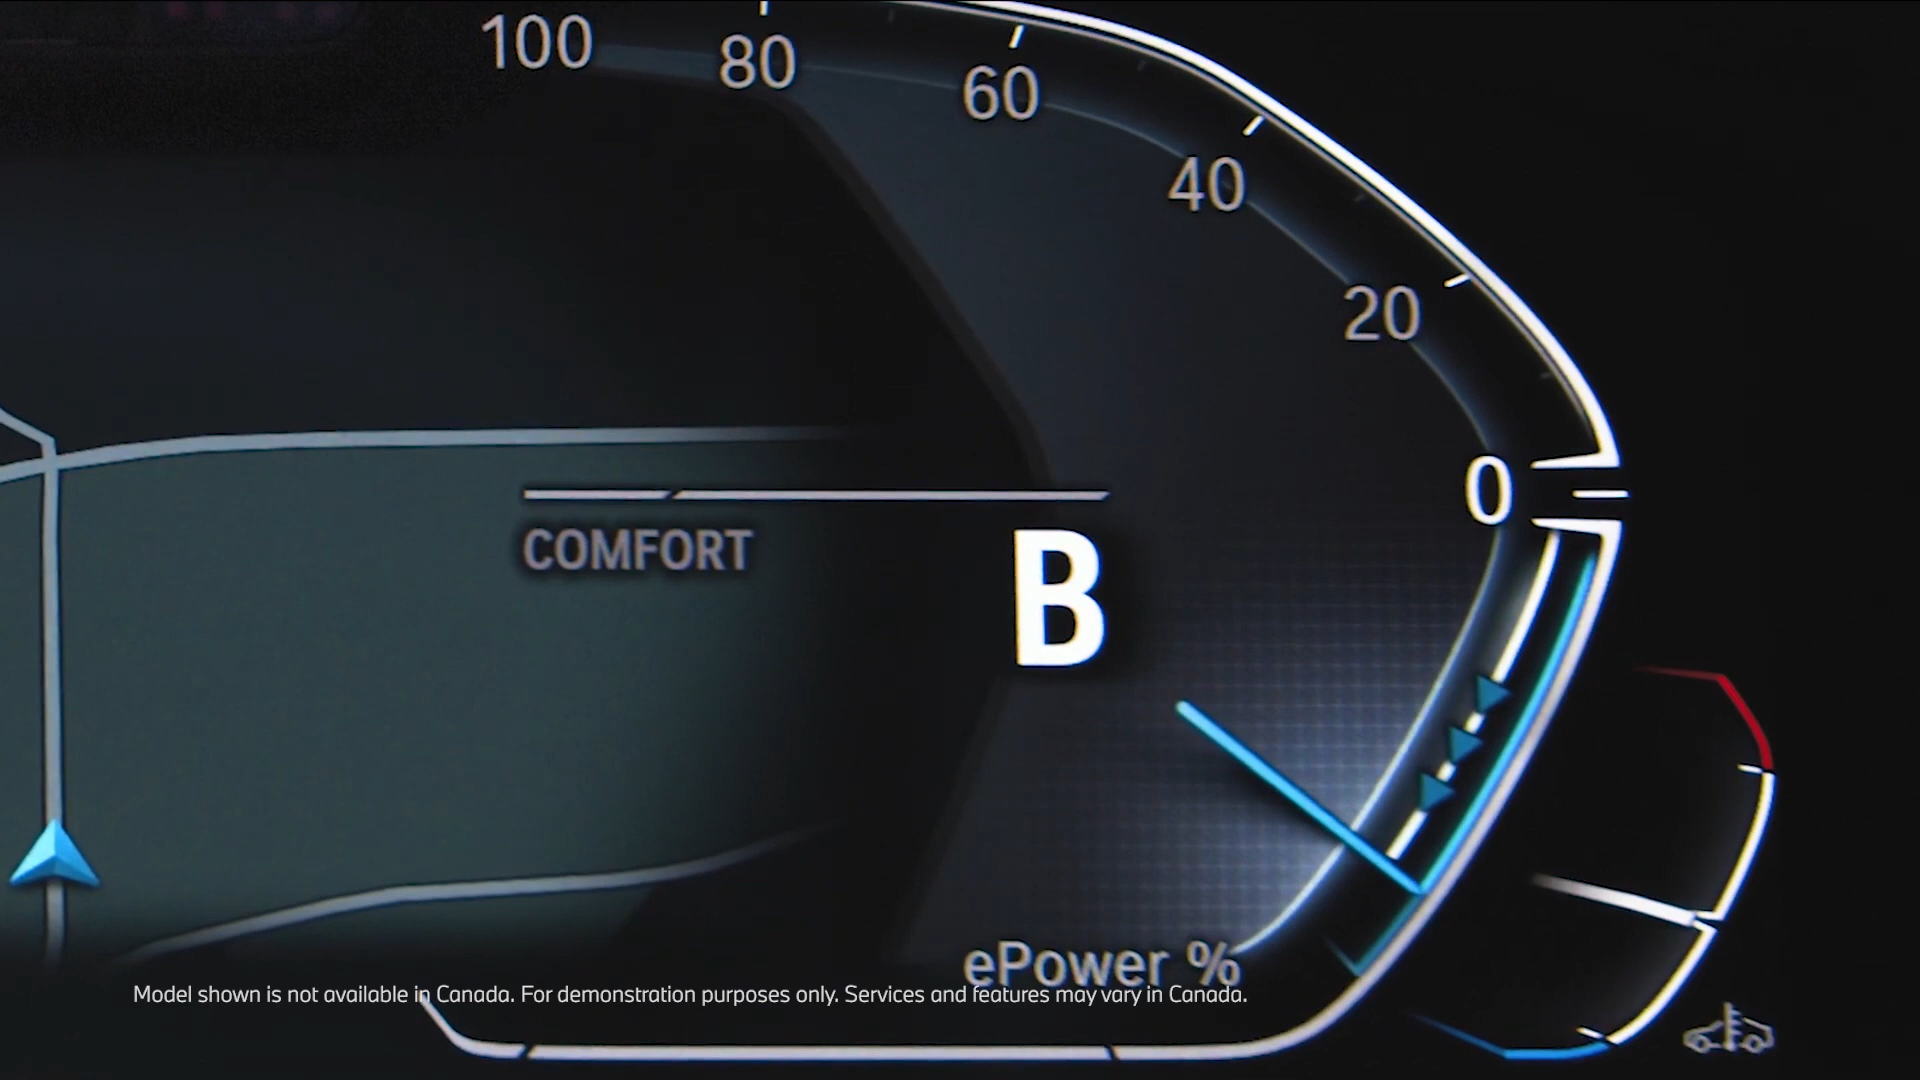 100
80
60
40
20
0
COMFORT
B
ePower %
Model shown is not available in Canada. For demonstration purposes only. Services and features may vary in Canada.